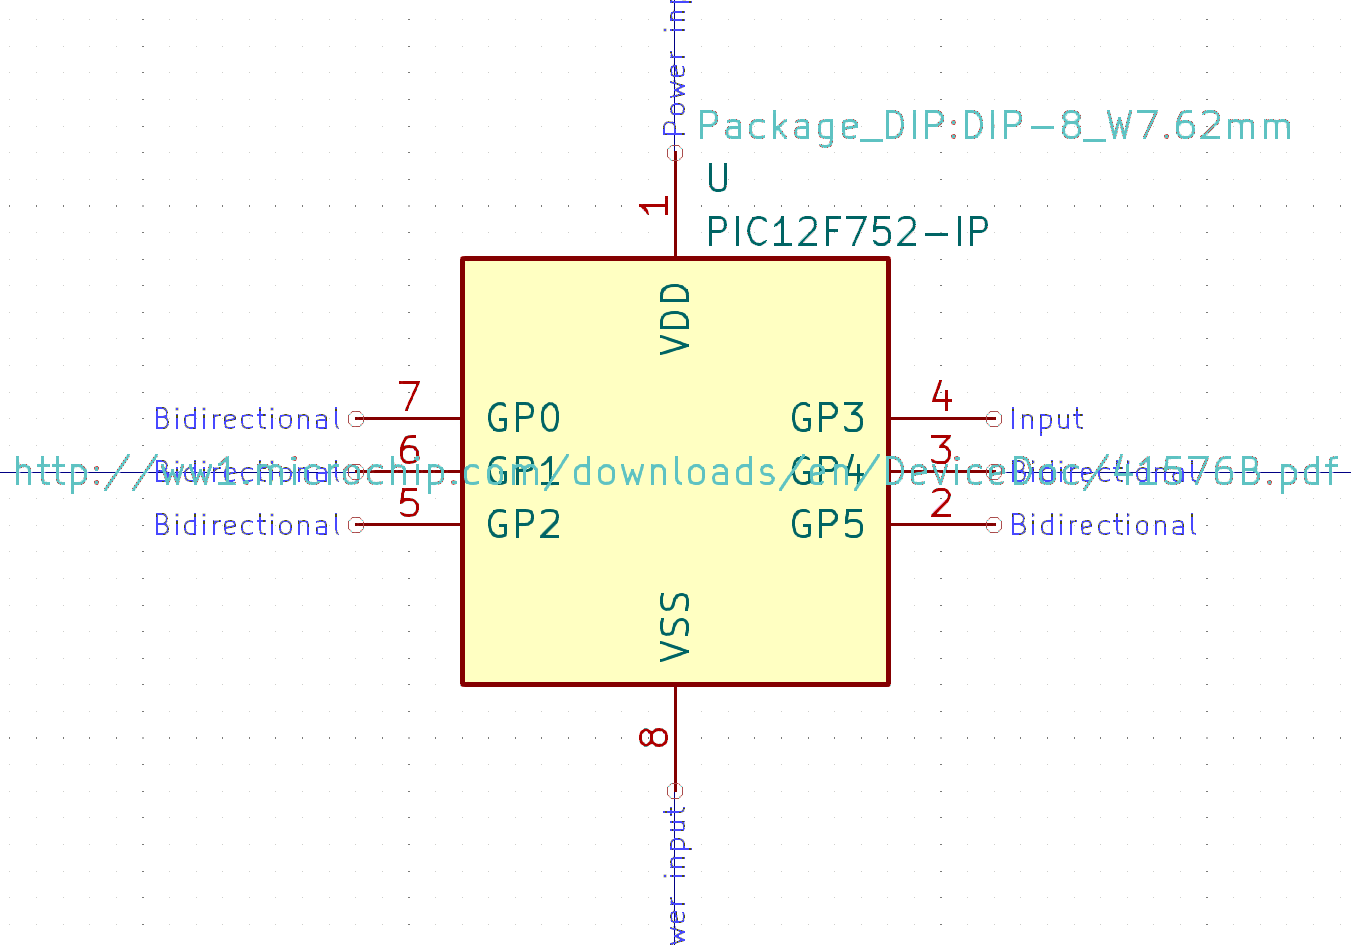 Power inp
Package_DIP:DIP-8_W7.62mm
U
1
PIC12F752-IP
VDD
7
4
Bidirectional
GP0
GP3
Input
6
3
Bidirectional
GP1
GP4
Bidirectional
http://ww1.microchip.com/downloads/en/DeviceDoc/41576B.pdf
5
2
Bidirectional
GP2
GP5
Bidirectional
VSS
8
wer input